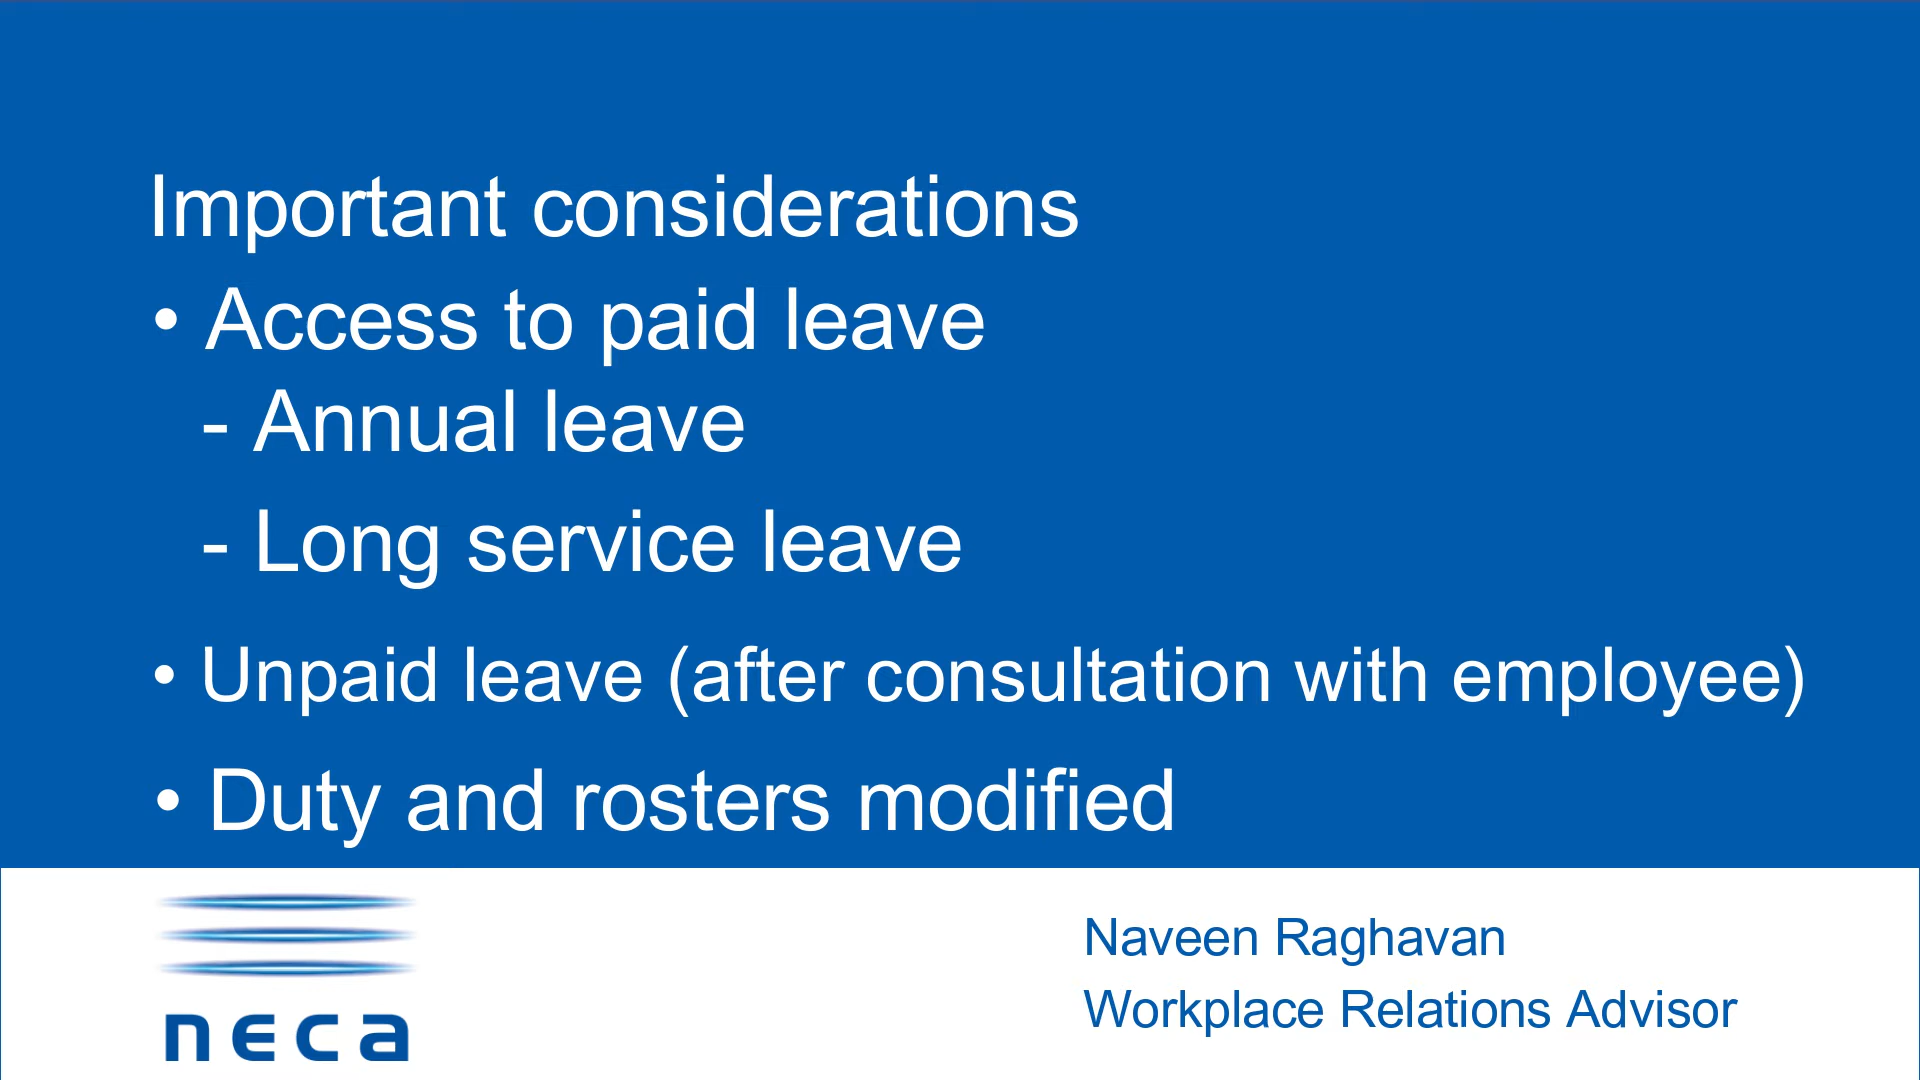 Important considerations
• Access to paid leave
- Annual leave
- Long service leave
• Unpaid leave (after consultation with employee)
• Duty and rosters modified
neca
Naveen Raghavan
Workplace Relations Advisor